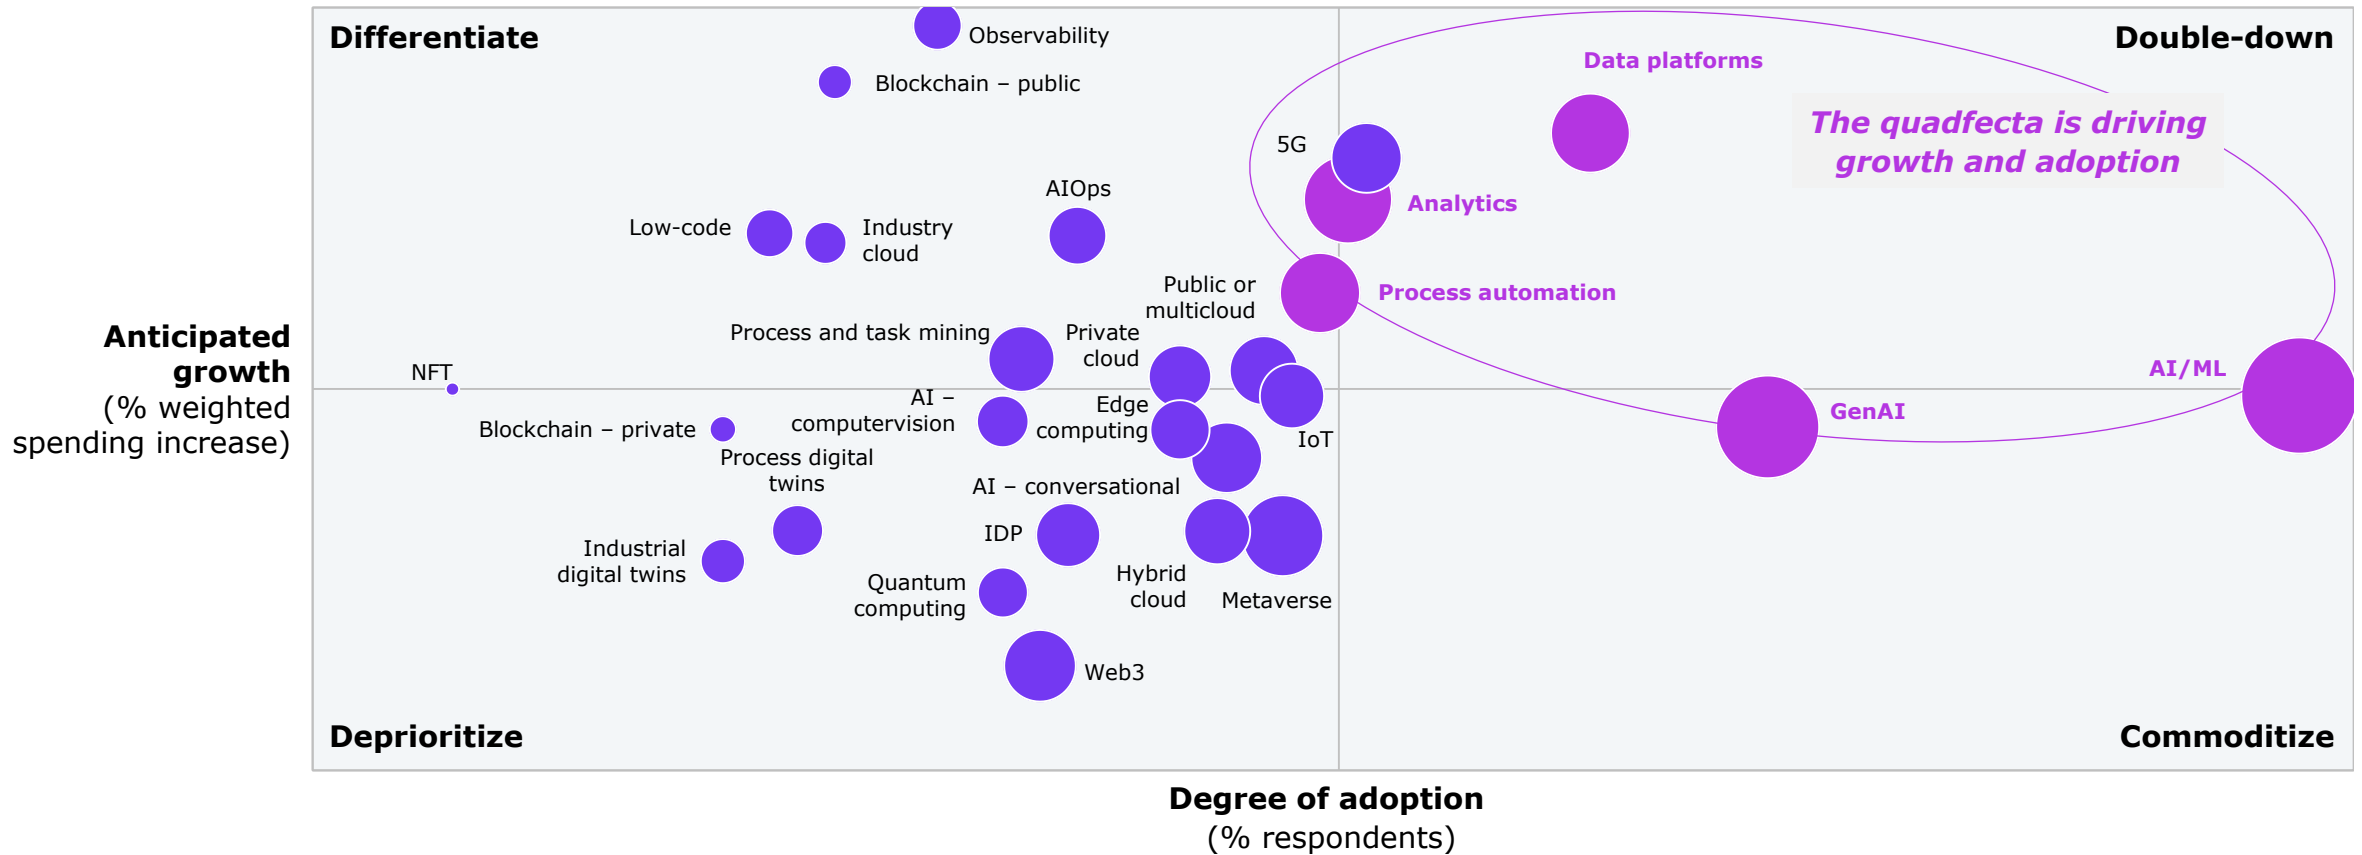 Differentiate
Double-down
Observability
Data platforms
Blockchain – public
The quadfecta is driving
growth and adoption
5G
AIOps
Analytics
Low-code
Industry
cloud
Public or
multicloud
Process automation
Process and task mining
Private
cloud
Anticipated
growth
(% weighted
spending increase)
NFT
AI/ML
AI –
computervision
Edge
computing
GenAI
Blockchain – private
IoT
Process digital
twins
AI – conversational
IDP
Industrial
digital twins
Quantum
computing
Hybrid
cloud
Metaverse
Web3
Deprioritize
Commoditize
Degree of adoption
(% respondents)